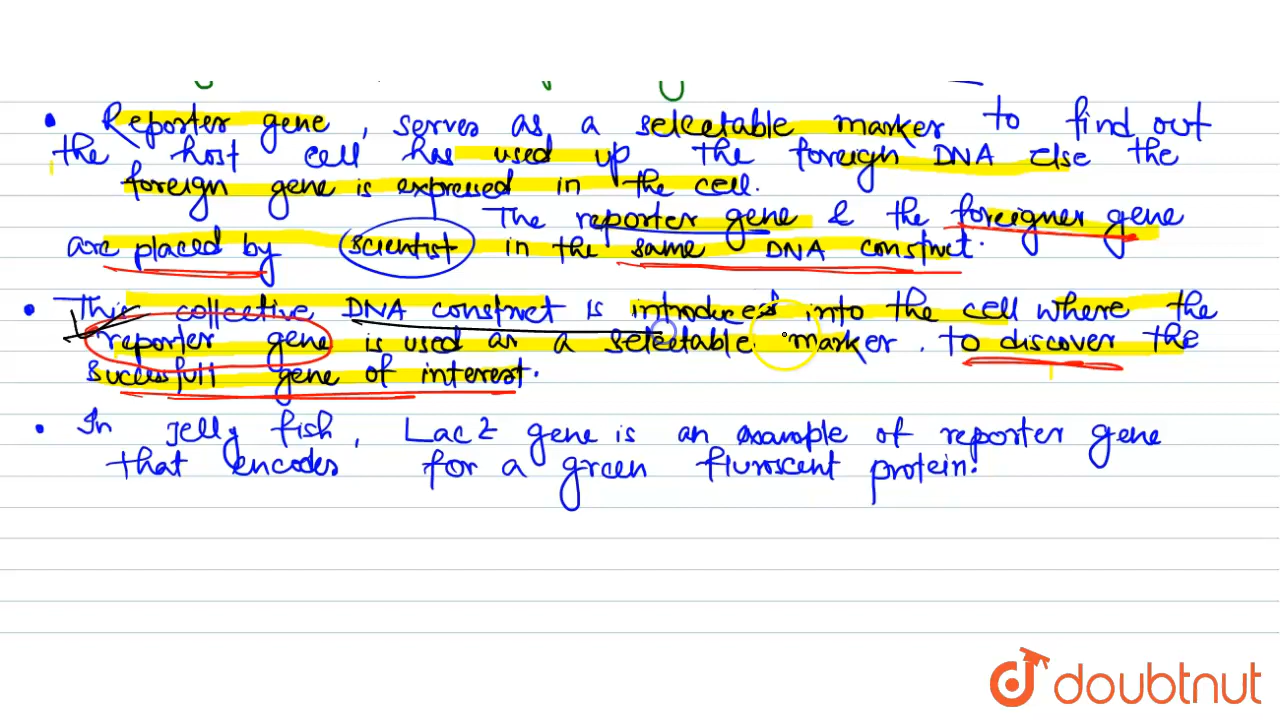 • Reporter gene, serves as a selectable marker to find out
the host cell has used up the foreign DNA else the
foreign gene is expressed in the cell.
The reporter gene & the foreigner gene
are placed by scientist in the same DNA construct.
• This collective DNA construct is introduces into the cell where the
reporter gene is used as a selectable marker. to discover the
successfull gene of interest.
• In Jelly fish, LacZ gene is an example of reporter gene
that encodes for a green fluroscent protein.
doubtnut